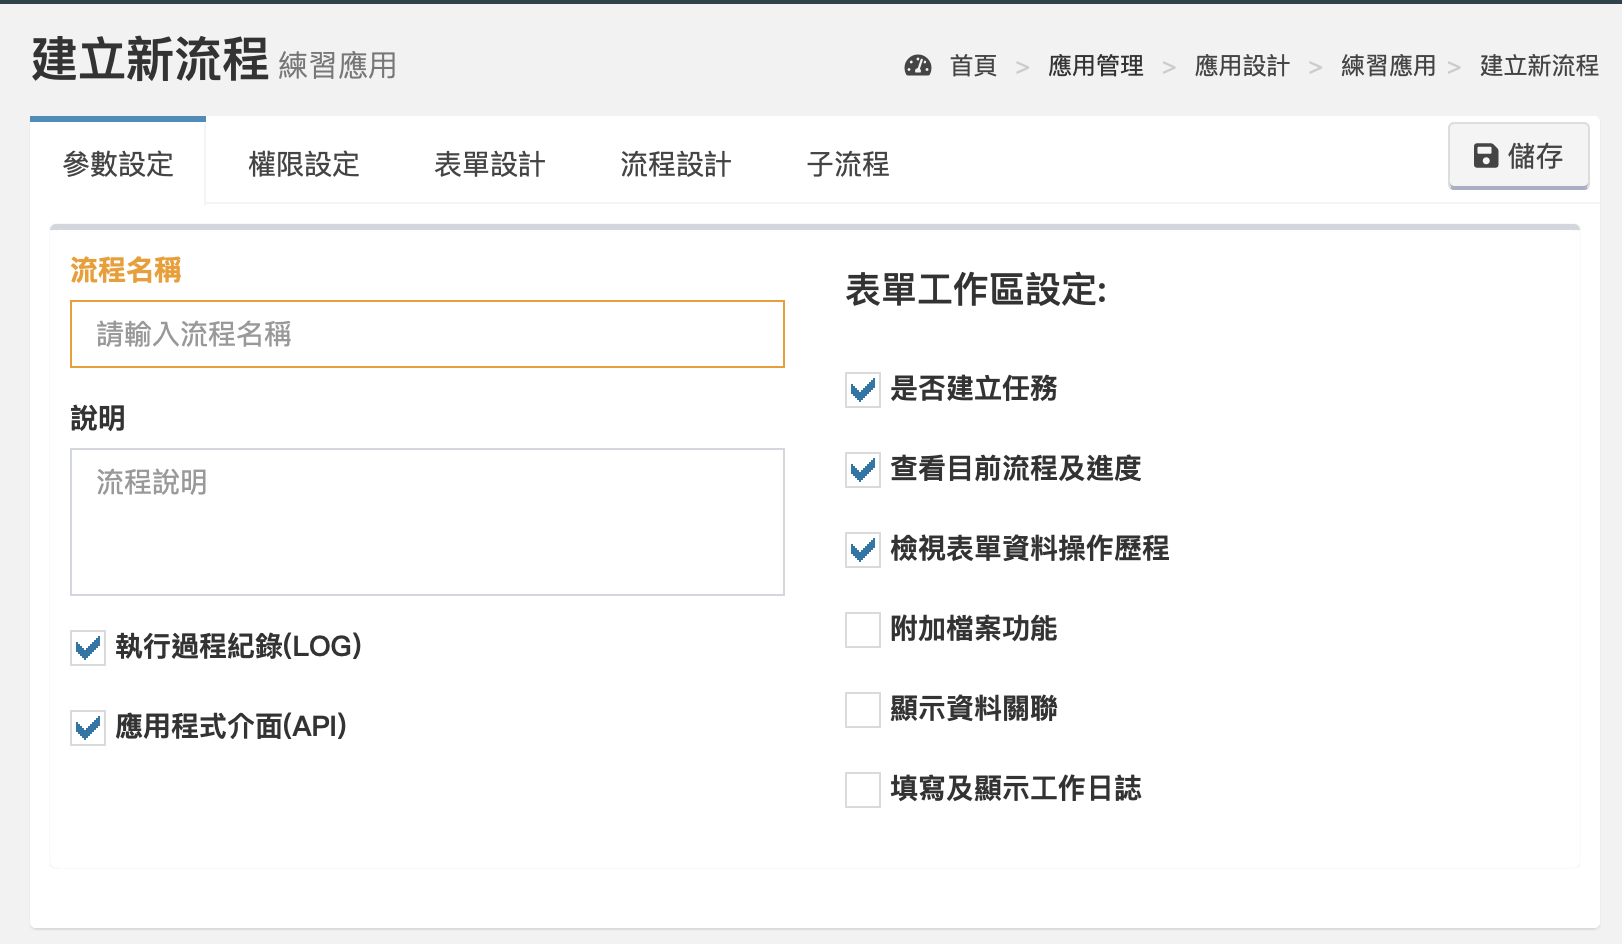 建立新流程 練習應用
首頁 > 應用管理 > 應用設計 > 練習應用 > 建立新流程
參數設定 權限設定 表單設計 流程設計 子流程 儲存
流程名稱
請輸入流程名稱
說明
流程說明
執行過程紀錄(LOG)
應用程式介面(API)
表單工作區設定:
是否建立任務
查看目前流程及進度
檢視表單資料操作歷程
附加檔案功能
顯示資料關聯
填寫及顯示工作日誌